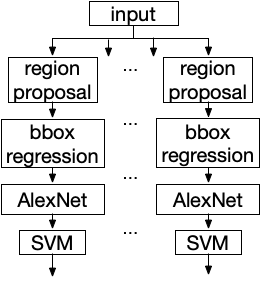 input
region proposal ... region proposal
bbox regression ... bbox regression
AlexNet ... AlexNet
SVM ... SVM